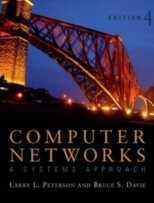 EDITION 4
COMPUTER
NETWORKS
A SYSTEMS APPROACH
LARRY L. PETERSON AND BRUCE S. DAVIE